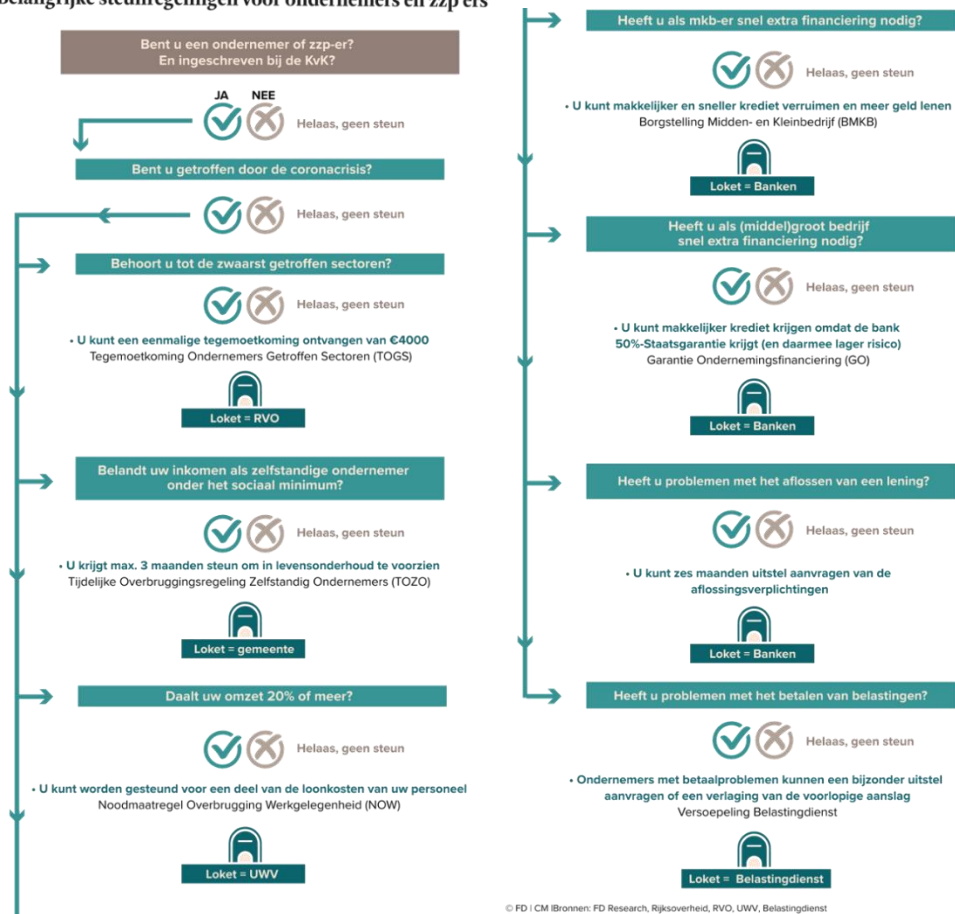 belangrijke steunregelingen voor ondernemers en zzp'ers
Bent u een ondernemer of zzp-er?
En ingeschreven bij de KvK?
JA NEE
Helaas, geen steun
Bent u getroffen door de coronacrisis?
Helaas, geen steun
Behoort u tot de zwaarst getroffen sectoren?
Helaas, geen steun
• U kunt een eenmalige tegemoetkoming ontvangen van €4000
Tegemoetkoming Ondernemers Getroffen Sectoren (TOGS)
Loket = RVO
Belandt uw inkomen als zelfstandige ondernemer
onder het sociaal minimum?
Helaas, geen steun
• U krijgt max. 3 maanden steun om in levensonderhoud te voorzien
Tijdelijke Overbruggingsregeling Zelfstandig Ondernemers (TOZO)
Loket = gemeente
Daalt uw omzet 20% of meer?
Helaas, geen steun
• U kunt worden gesteund voor een deel van de loonkosten van uw personeel
Noodmaatregel Overbrugging Werkgelegenheid (NOW)
Loket = UWV
Heeft u als mkb-er snel extra financiering nodig?
Helaas, geen steun
• U kunt makkelijker en sneller krediet verruimen en meer geld lenen
Borgstelling Midden- en Kleinbedrijf (BMKB)
Loket = Banken
Heeft u als (middel)groot bedrijf
snel extra financiering nodig?
Helaas, geen steun
• U kunt makkelijker krediet krijgen omdat de bank
50%-Staatsgarantie krijgt (en daarmee lager risico)
Garantie Ondernemingsfinanciering (GO)
Loket = Banken
Heeft u problemen met het aflossen van een lening?
Helaas, geen steun
• U kunt zes maanden uitstel aanvragen van de
aflossingsverplichtingen
Loket = Banken
Heeft u problemen met het betalen van belastingen?
Helaas, geen steun
• Ondernemers met betaalproblemen kunnen een bijzonder uitstel
aanvragen of een verlaging van de voorlopige aanslag
Versoepeling Belastingdienst
Loket = Belastingdienst
© FD | CM |Bronnen: FD Research, Rijksoverheid, RVO, UWV, Belastingdienst